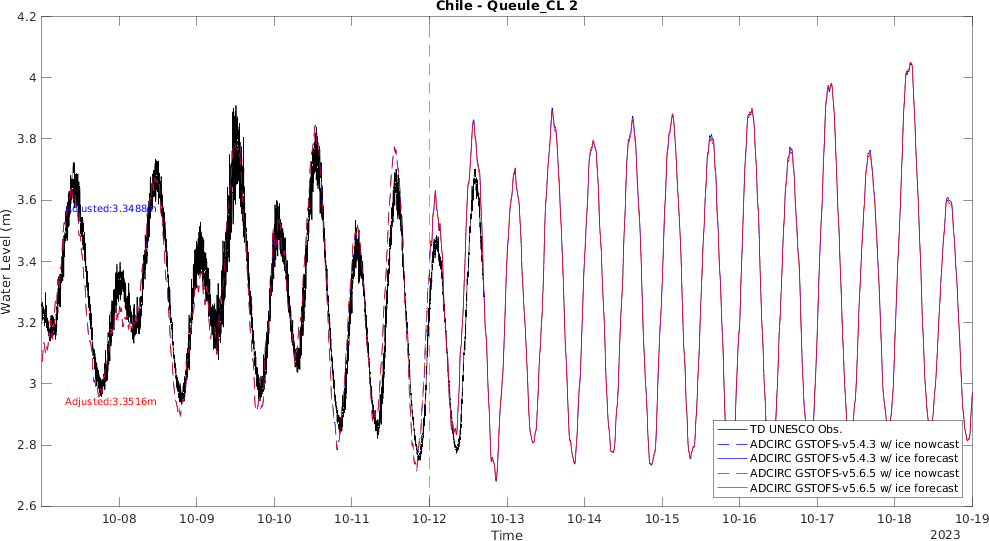 Chile - Queule_CL 2
4.2
4
3.8
3.6
3.4
3.2
3
2.8
2.6
Water Level (m)
Adjusted:3.3488m
Adjusted:3.3516m
TD UNESCO Obs.
ADCIRC GSTOFS-v5.4.3 w/ ice nowcast
ADCIRC GSTOFS-v5.4.3 w/ ice forecast
ADCIRC GSTOFS-v5.6.5 w/ ice nowcast
ADCIRC GSTOFS-v5.6.5 w/ ice forecast
10-08 10-09 10-10 10-11 10-12 10-13 10-14 10-15 10-16 10-17 10-18 10-19
Time
2023